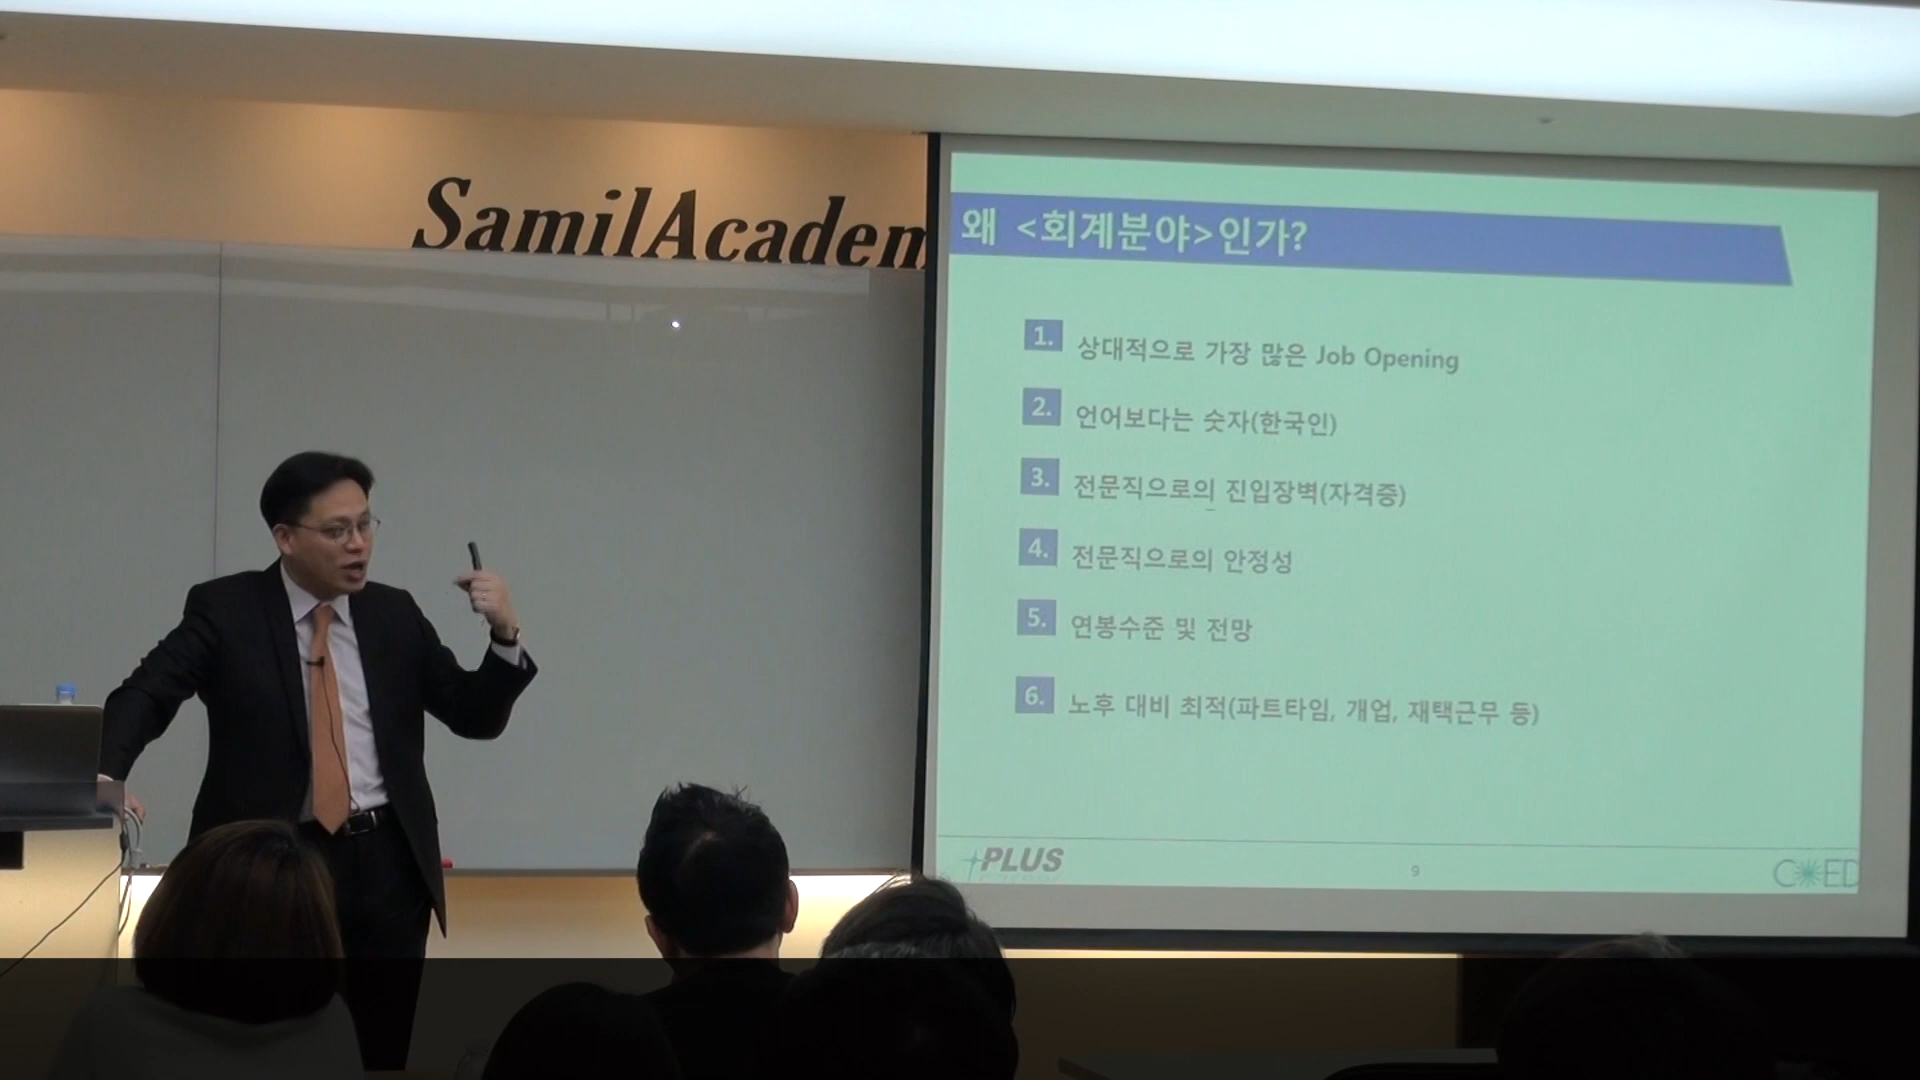 SamilAcadem
왜 <회계분야>인가?
1. 상대적으로 가장 많은 Job Opening
2. 언어보다는 숫자(한국인)
3. 전문직으로의 진입장벽(자격증)
4. 전문직으로의 안정성
5. 연봉수준 및 전망
6. 노후 대비 최적(파트타임, 개업, 재택근무 등)
PLUS
9